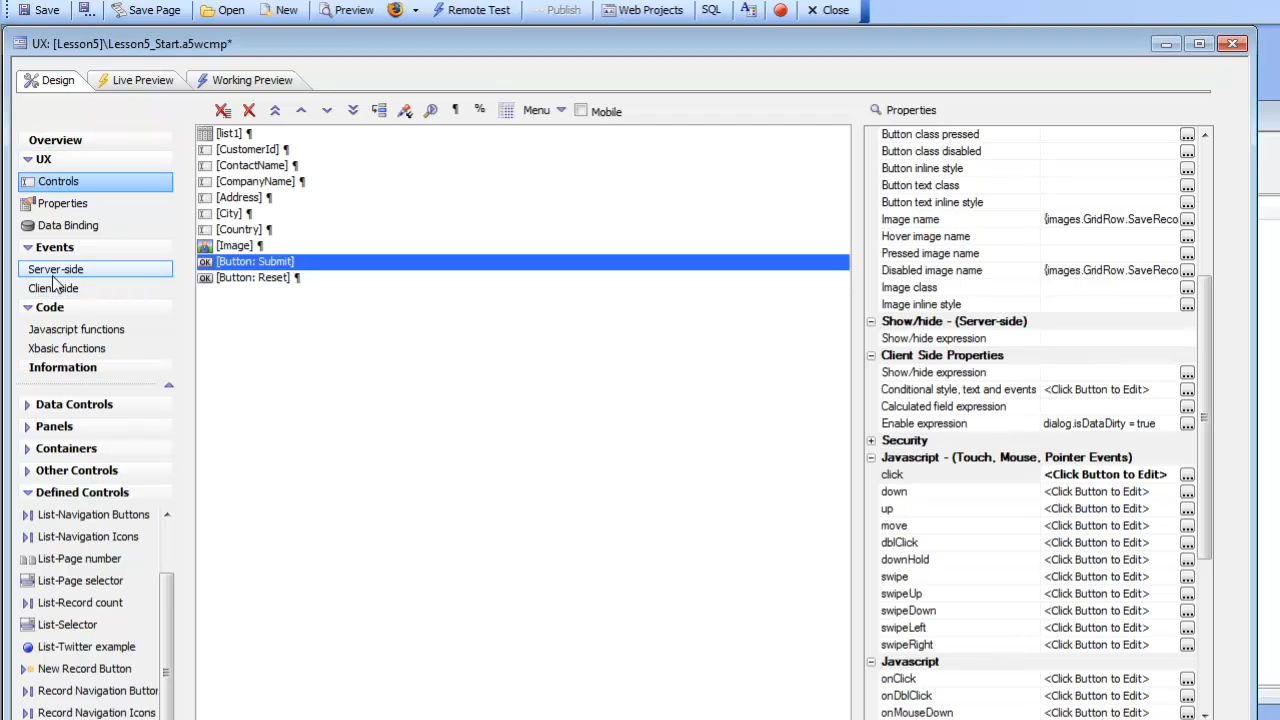 Save Save Page Open New Preview Remote Test Publish Web Projects SQL Close
UX: [Lesson5]\Lesson5_Start.a5wcmp*
Design Live Preview Working Preview
Menu Mobile
Properties
Overview
UX
Controls
Properties
Data Binding
Events
Server-side
Code
Javascript functions
Xbasic functions
Information
Data Controls
Panels
Containers
Other Controls
Defined Controls
List-Navigation Buttons
List-Navigation Icons
List-Page number
List-Page selector
List-Record count
List-Selector
List-Twitter example
New Record Button
Record Navigation Button
Record Navigation Icons
[list1] ¶
[CustomerId] ¶
[ContactName] ¶
[CompanyName] ¶
[Address] ¶
[City] ¶
[Country] ¶
[Image] ¶
OK [Button: Submit]
OK [Button: Reset] ¶
Button class pressed
Button class disabled
Button inline style
Button text class
Button text inline style
Image name {images.GridRow.SaveReco
Hover image name
Pressed image name
Disabled image name {images.GridRow.SaveReco
Image class
Image inline style
Show/hide - (Server-side)
Show/hide expression
Client Side Properties
Show/hide expression
Conditional style, text and events <Click Button to Edit>
Calculated field expression
Enable expression dialog.isDataDirty = true
Security
Javascript - (Touch, Mouse, Pointer Events)
click <Click Button to Edit>
down <Click Button to Edit>
up <Click Button to Edit>
move <Click Button to Edit>
dblClick <Click Button to Edit>
downHold <Click Button to Edit>
swipe <Click Button to Edit>
swipeUp <Click Button to Edit>
swipeDown <Click Button to Edit>
swipeLeft <Click Button to Edit>
swipeRight <Click Button to Edit>
Javascript
onClick <Click Button to Edit>
onDblClick <Click Button to Edit>
onMouseDown <Click Button to Edit>